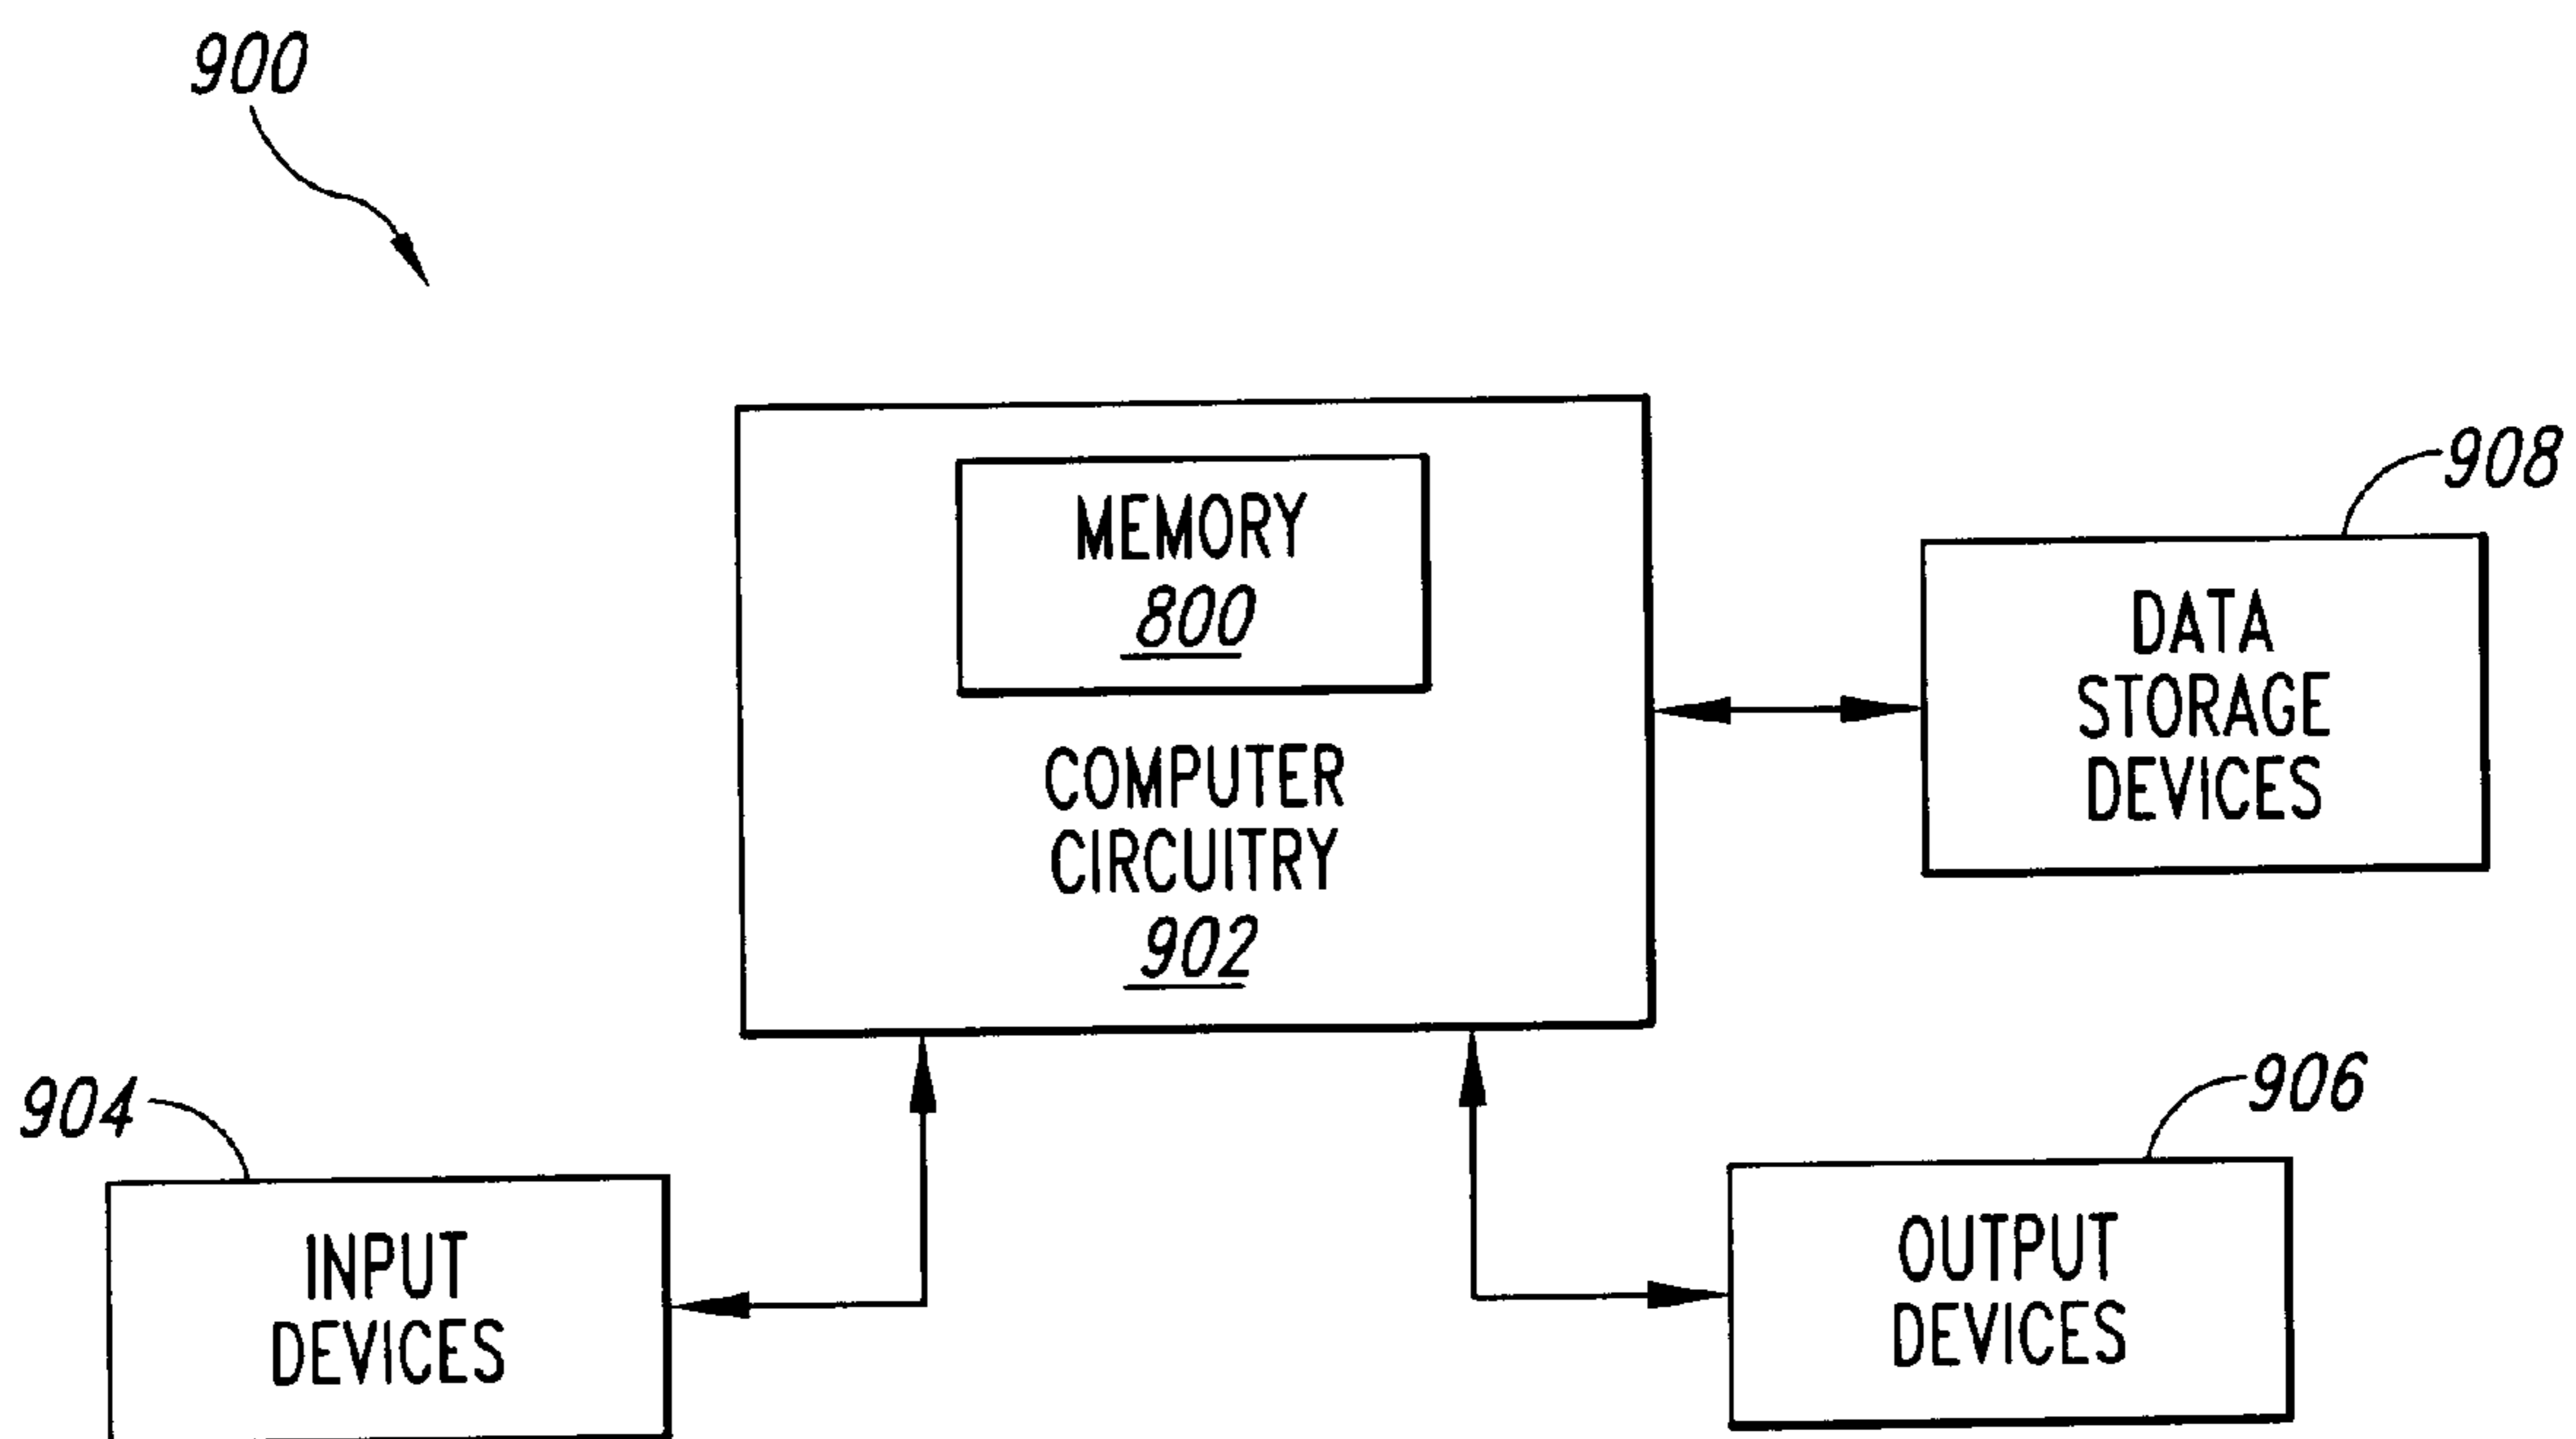 900
MEMORY
800
COMPUTER
CIRCUITRY
902
908
DATA
STORAGE
DEVICES
904
INPUT
DEVICES
906
OUTPUT
DEVICES